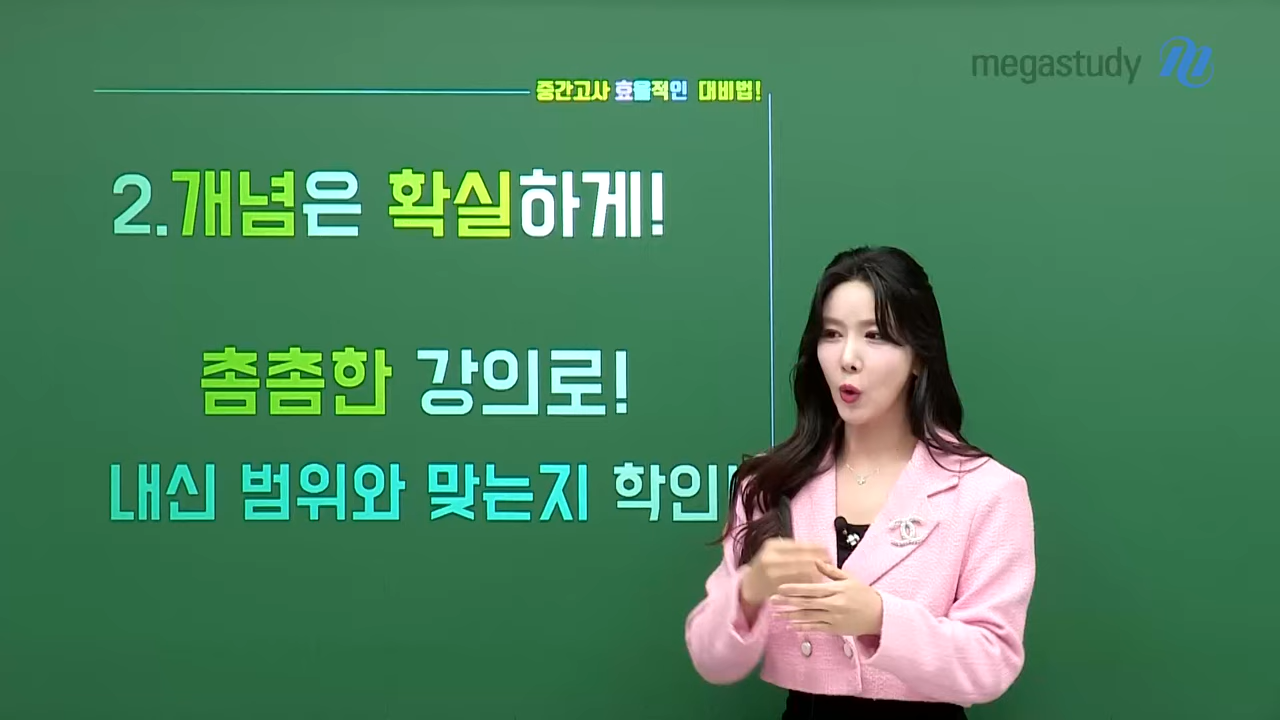 megastudy
중간고사 효율적인 대비법!
2.개념은 확실하게!
촘촘한 강의로!
내신 범위와 맞는지 학인!